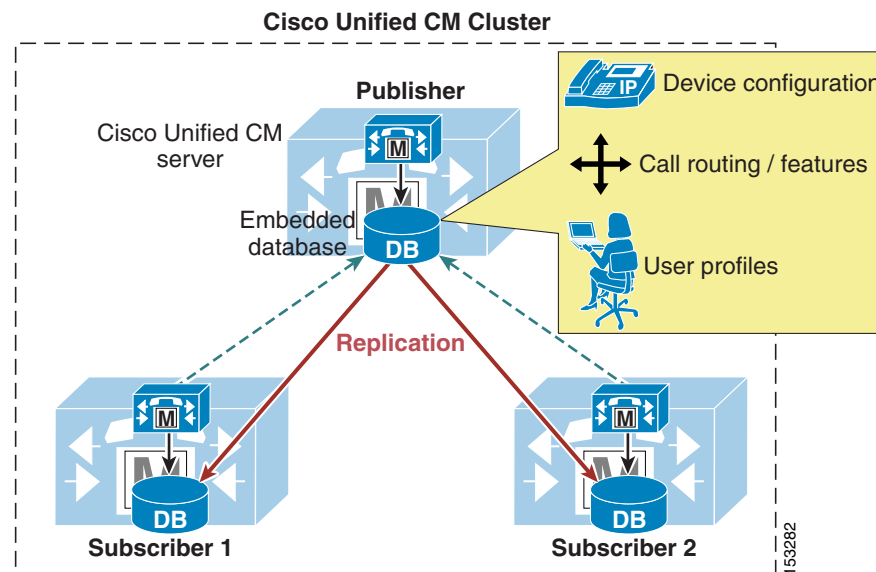 Cisco Unified CM Cluster
Publisher
Cisco Unified CM
server
M
Embedded
database
DB
IP
Device configuration
Call routing / features
User profiles
Replication
M
DB
Subscriber 1
M
DB
Subscriber 2
153282